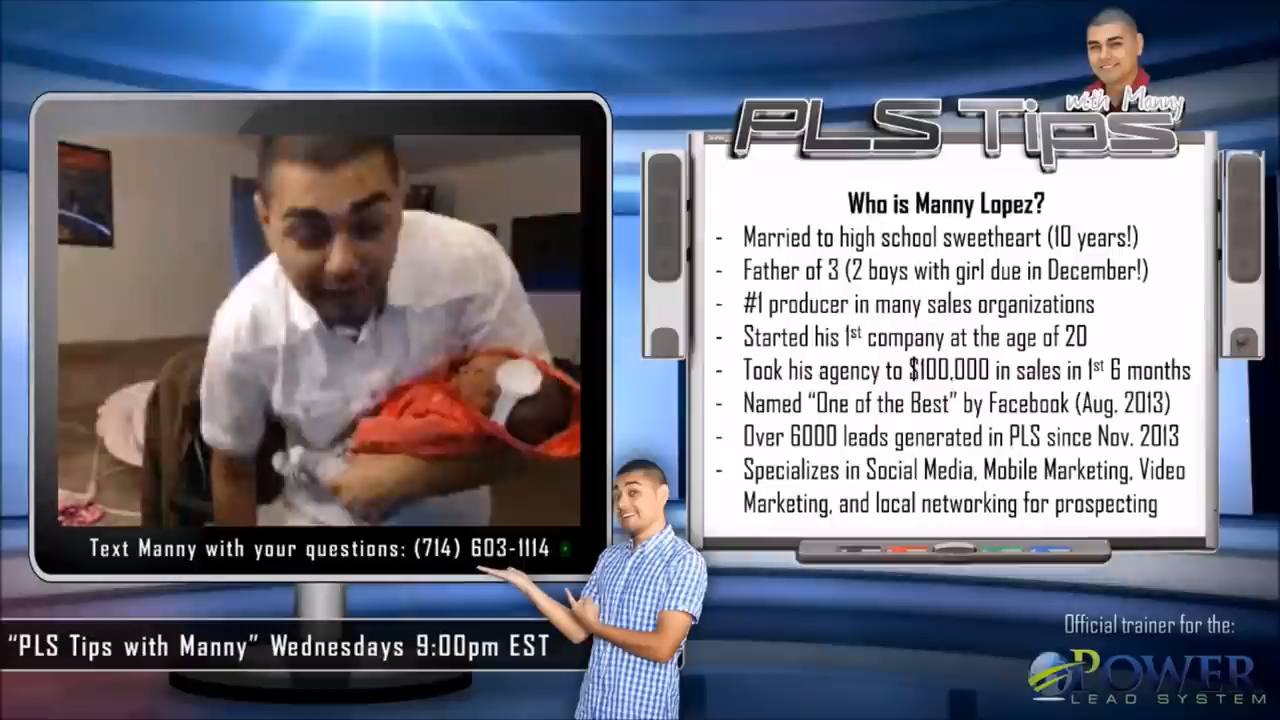 PLS Tips
with Manny
Who is Manny Lopez?
- Married to high school sweetheart (10 years!)
- Father of 3 (2 boys with girl due in December!)
- #1 producer in many sales organizations
- Started his 1st company at the age of 20
- Took his agency to $100,000 in sales in 1st 6 months
- Named “One of the Best” by Facebook (Aug. 2013)
- Over 6000 leads generated in PLS since Nov. 2013
- Specializes in Social Media, Mobile Marketing, Video
Marketing, and local networking for prospecting
Text Manny with your questions: (714) 603-1114
“PLS Tips with Manny” Wednesdays 9:00pm EST
Official trainer for the:
POWER
LEAD SYSTEM